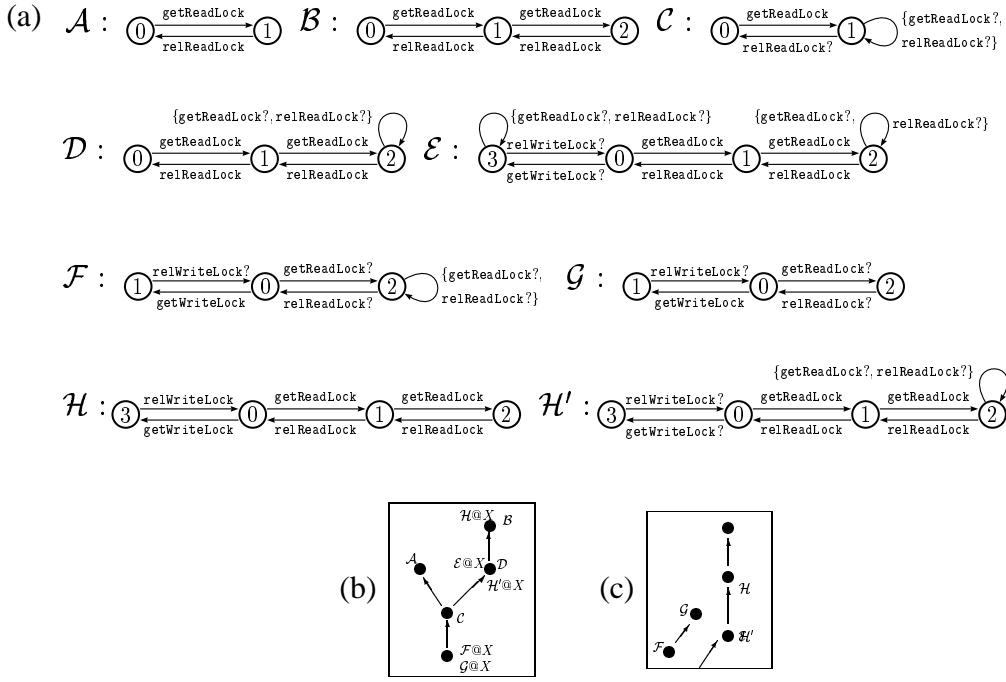 (a) A : 0 getReadLock relReadLock 1 B : 0 getReadLock relReadLock 1 getReadLock relReadLock 2 C : 0 getReadLock relReadLock? 1 {getReadLock?, relReadLock?}
D : 0 getReadLock relReadLock 1 getReadLock relReadLock 2 {getReadLock?, relReadLock?} E : 3 {getReadLock?, relReadLock?} relWriteLock? getWriteLock? 0 getReadLock relReadLock 1 getReadLock relReadLock 2 {getReadLock?, relReadLock?}
F : 1 relWriteLock? getWriteLock 0 getReadLock? relReadLock? 2 {getReadLock?, relReadLock?} G : 1 relWriteLock? getWriteLock 0 getReadLock? relReadLock? 2
H : 3 relWriteLock getWriteLock 0 getReadLock relReadLock 1 getReadLock relReadLock 2 H′ : 3 relWriteLock? getWriteLock? 0 getReadLock relReadLock 1 getReadLock relReadLock 2 {getReadLock?, relReadLock?}
(b)
H@X B
A E@X D
H′@X
C
F@X
G@X
(c)
H
G
F H′